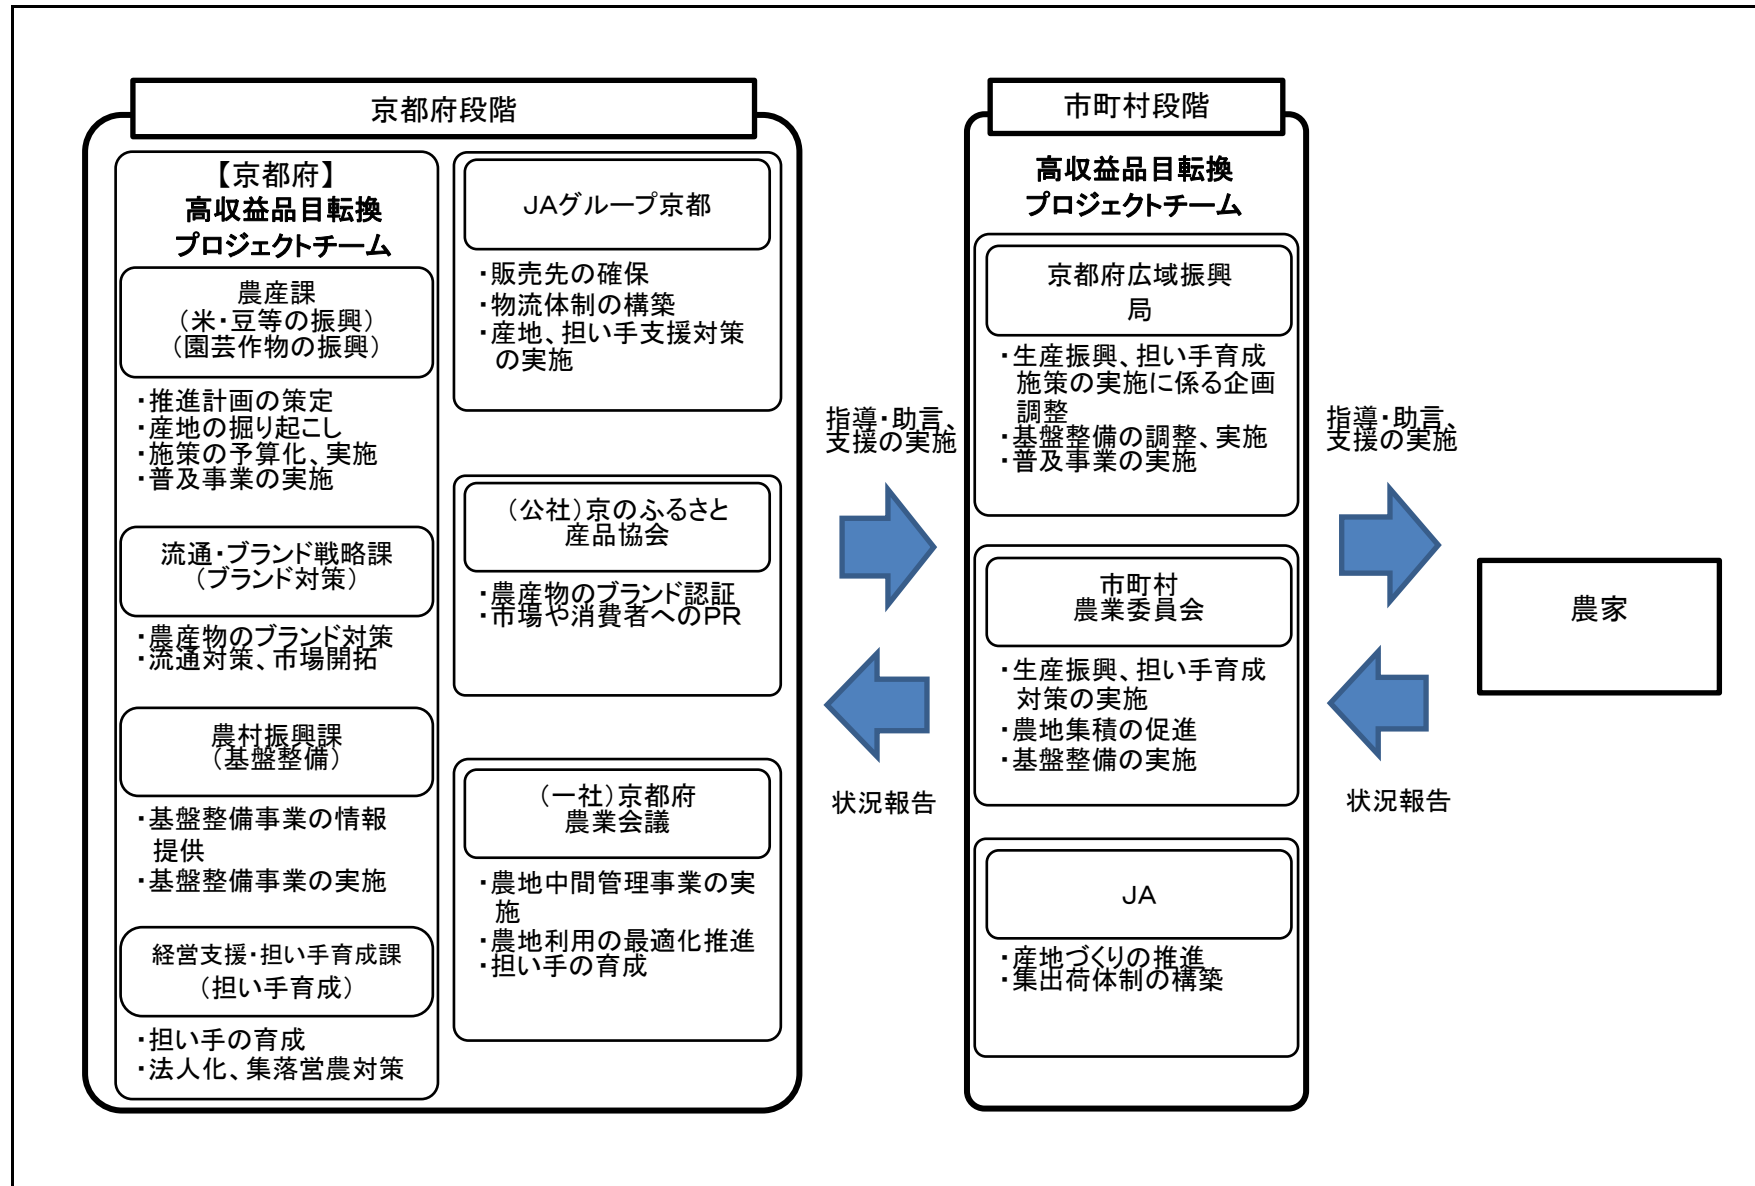 京都府段階
【京都府】
高収益品目転換
プロジェクトチーム
農産課
（米・豆等の振興）
（園芸作物の振興）
・推進計画の策定
・産地の掘り起こし
・施策の予算化、実施
・普及事業の実施
流通・ブランド戦略課
（ブランド対策）
・農産物のブランド対策
・流通対策、市場開拓
農村振興課
（基盤整備）
・基盤整備事業の情報
提供
・基盤整備事業の実施
経営支援・担い手育成課
（担い手育成）
・担い手の育成
・法人化、集落営農対策
JAグループ京都
・販売先の確保
・物流体制の構築
・産地、担い手支援対策
の実施
（公社）京のふるさと
産品協会
・農産物のブランド認証
・市場や消費者へのPR
（一社）京都府
農業会議
・農地中間管理事業の実
施
・農地利用の最適化推進
・担い手の育成
指導・助言、
支援の実施
状況報告
市町村段階
高収益品目転換
プロジェクトチーム
京都府広域振興
局
・生産振興、担い手育成
施策の実施に係る企画
調整
・基盤整備の調整、実施
・普及事業の実施
市町村
農業委員会
・生産振興、担い手育成
対策の実施
・農地集積の促進
・基盤整備の実施
JA
・産地づくりの推進
・集出荷体制の構築
指導・助言、
支援の実施
状況報告
農家